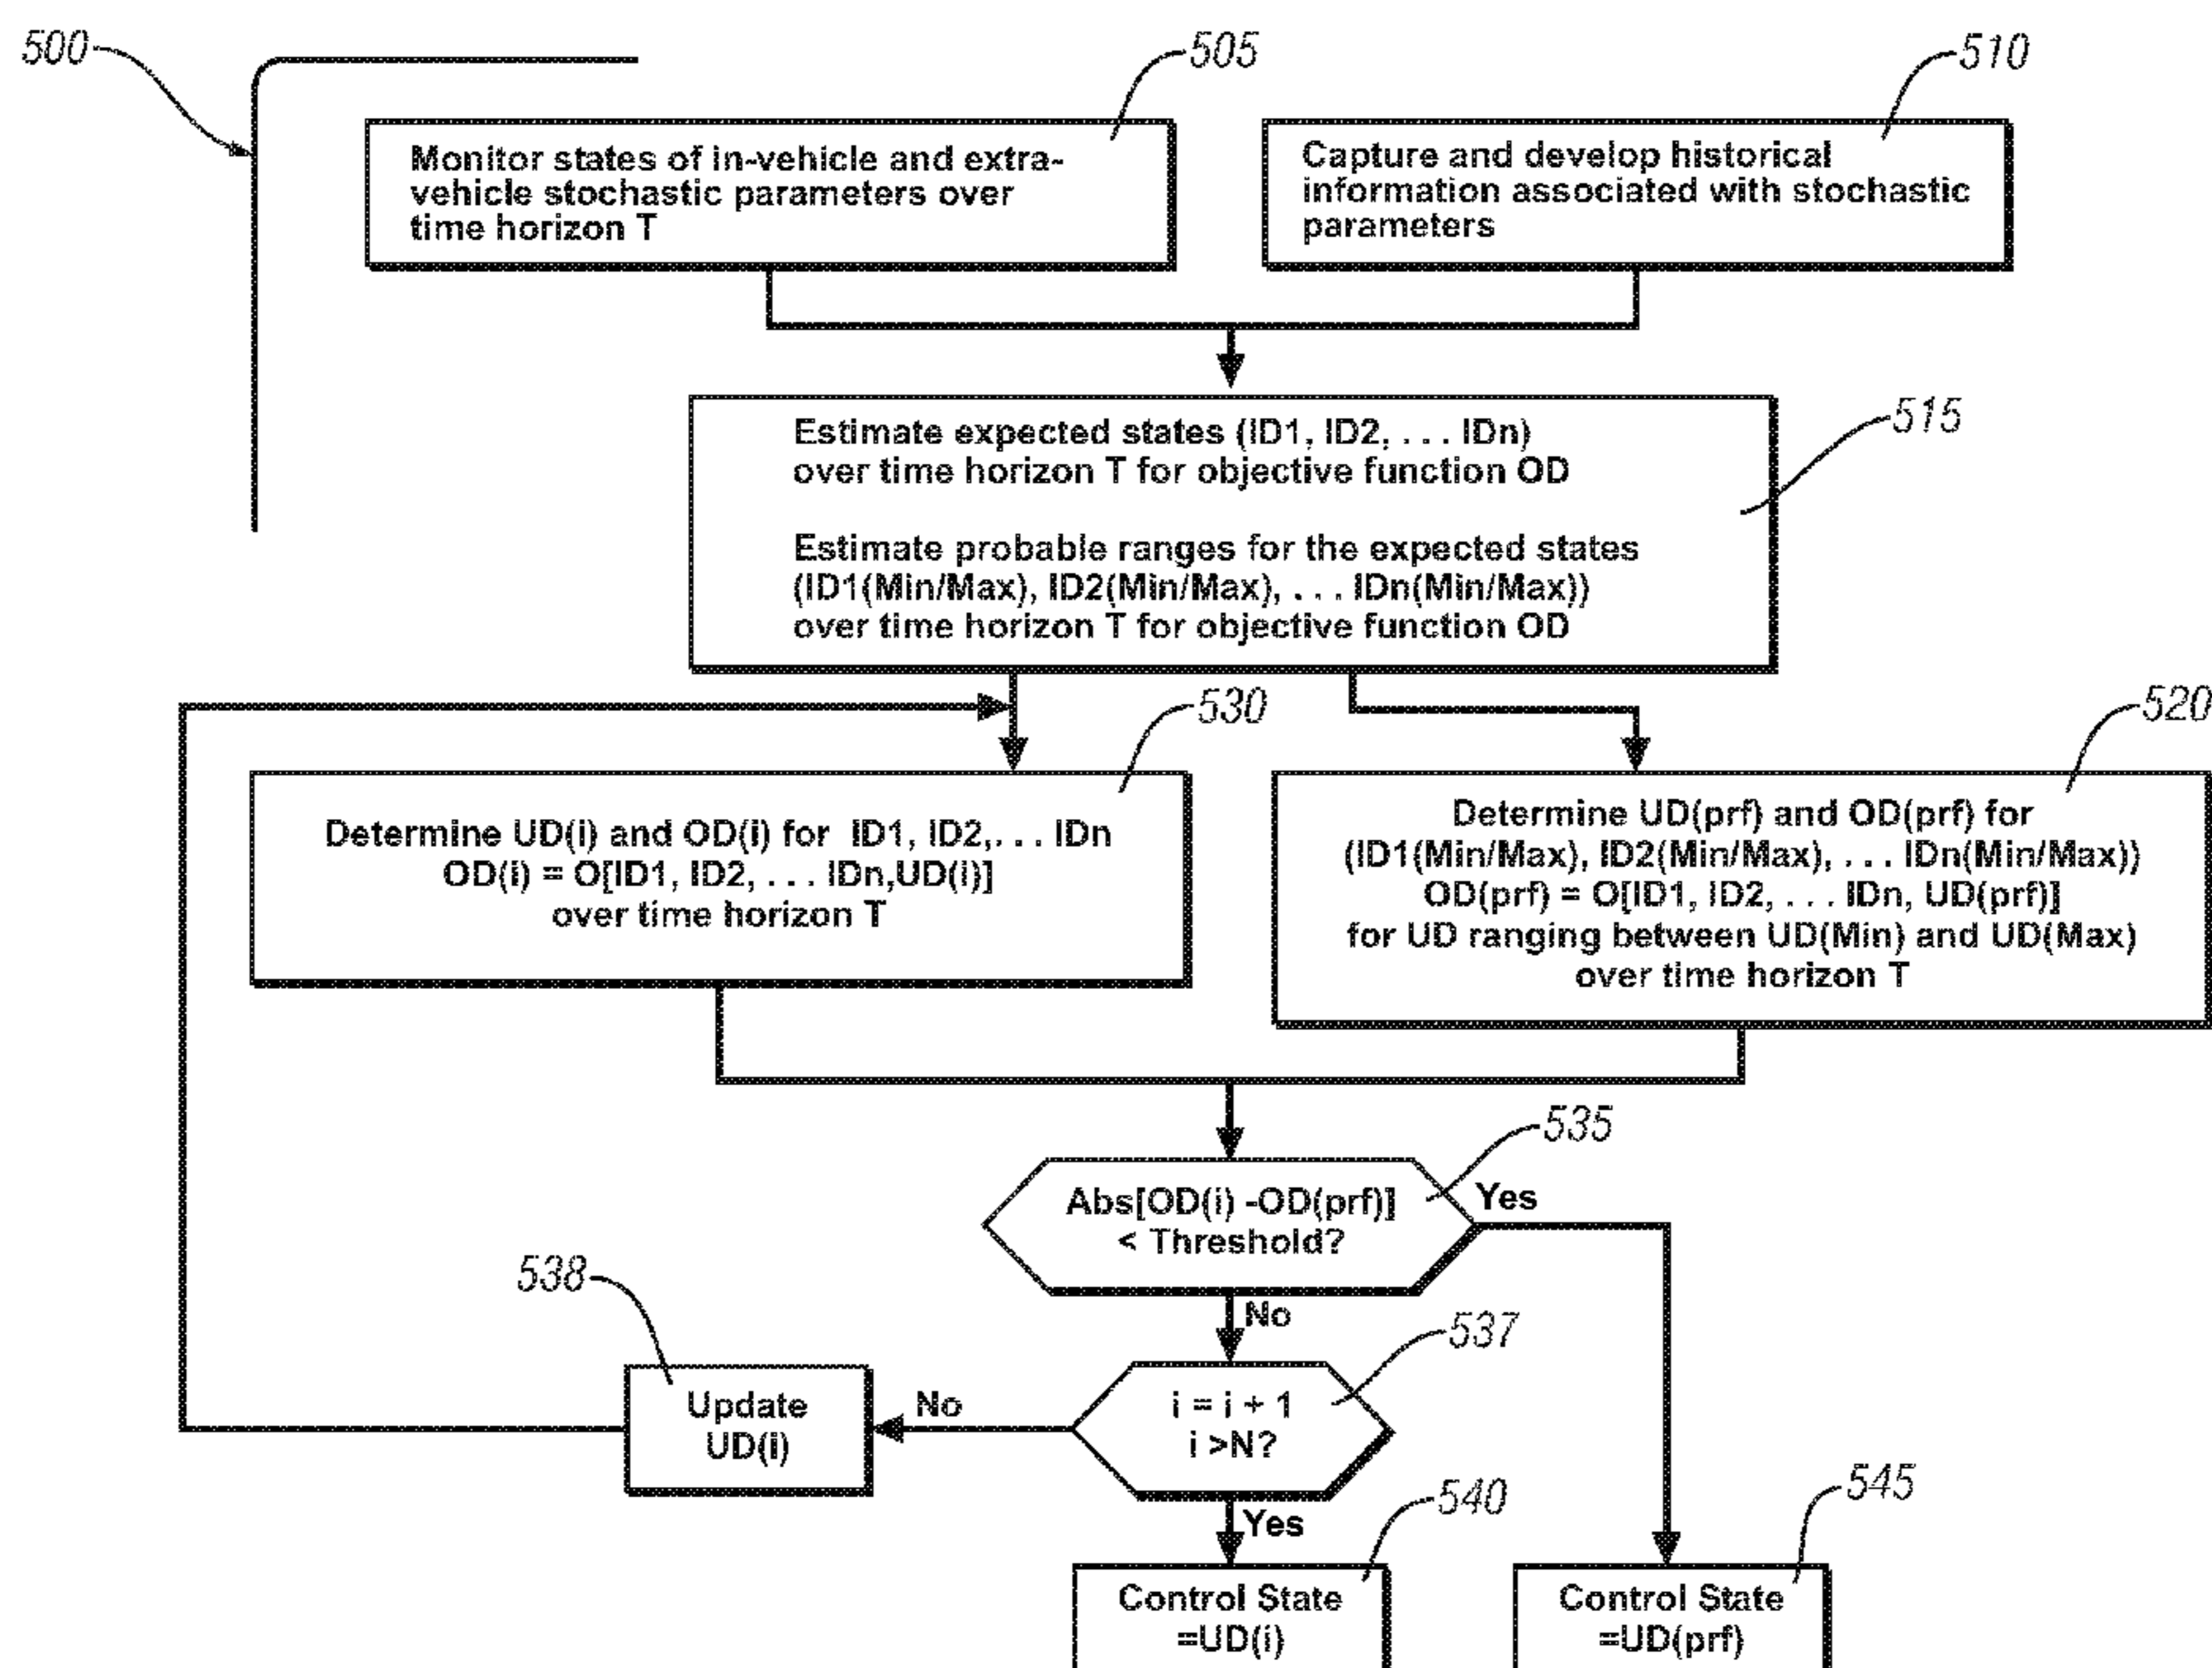 500
505
510
Monitor states of in-vehicle and extra-
vehicle stochastic parameters over
time horizon T
Capture and develop historical
information associated with stochastic
parameters
515
Estimate expected states (ID1, ID2, . . . IDn)
over time horizon T for objective function OD
Estimate probable ranges for the expected states
(ID1(Min/Max), ID2(Min/Max), . . . IDn(Min/Max))
over time horizon T for objective function OD
530
520
Determine UD(i) and OD(i) for ID1, ID2,. . . IDn
OD(i) = O[ID1, ID2, . . . IDn,UD(i)]
over time horizon T
Determine UD(prf) and OD(prf) for
(ID1(Min/Max), ID2(Min/Max), . . . IDn(Min/Max))
OD(prf) = O[ID1, ID2, . . . IDn, UD(prf)]
for UD ranging between UD(Min) and UD(Max)
over time horizon T
535
Abs[OD(i) -OD(prf)]
< Threshold?
Yes
No
538
537
Update
UD(i)
No
i = i + 1
i >N?
Yes
540
545
Control State
=UD(i)
Control State
=UD(prf)